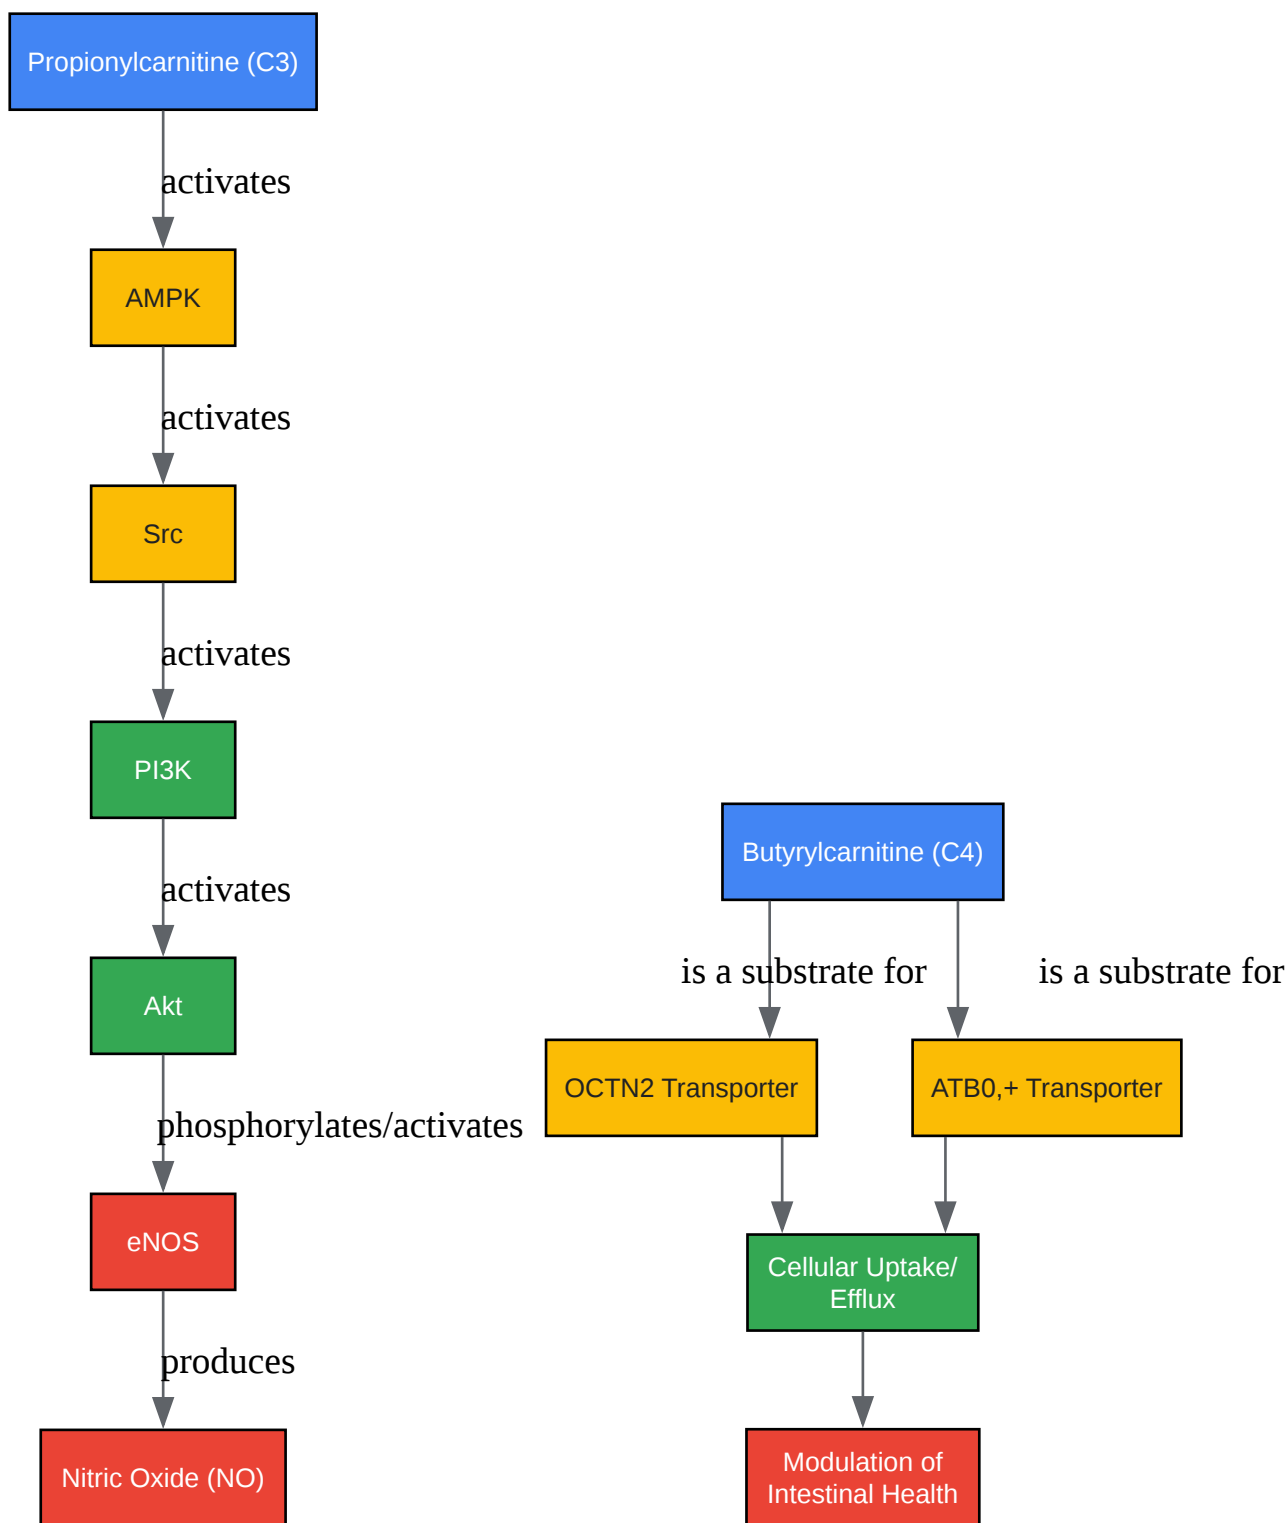 Propionylcarnitine (C3)
activates
AMPK
activates
Src
activates
PI3K
activates
Akt
phosphorylates/activates
eNOS
produces
Nitric Oxide (NO)
Butyrylcarnitine (C4)
is a substrate for
is a substrate for
OCTN2 Transporter
ATB0,+ Transporter
Cellular Uptake/
Efflux
Modulation of
Intestinal Health